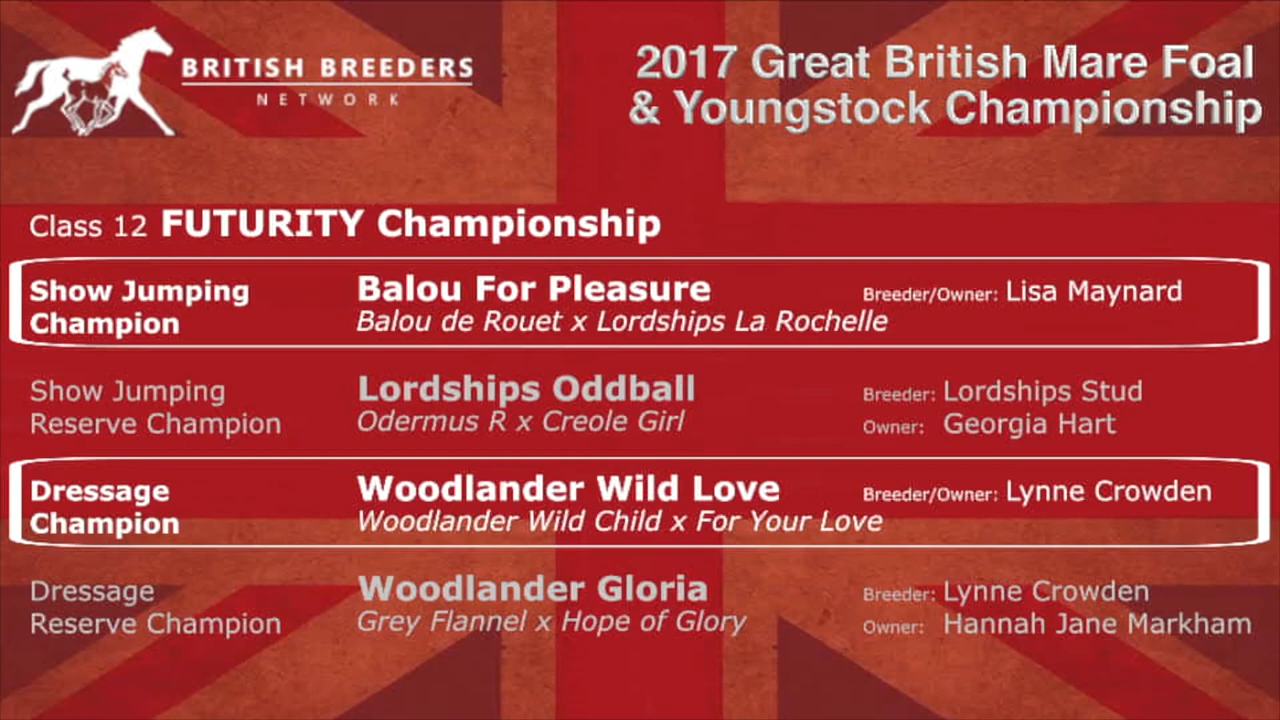 BRITISH BREEDERS
NETWORK
2017 Great British Mare Foal
& Youngstock Championship
Class 12 FUTURITY Championship
Show Jumping Champion
Balou For Pleasure
Balou de Rouet x Lordships La Rochelle
Breeder/Owner: Lisa Maynard
Show Jumping
Reserve Champion
Lordships Oddball
Odermus R x Creole Girl
Breeder: Lordships Stud
Owner: Georgia Hart
Dressage
Champion
Woodlander Wild Love
Woodlander Wild Child x For Your Love
Breeder/Owner: Lynne Crowden
Dressage
Reserve Champion
Woodlander Gloria
Grey Flannel x Hope of Glory
Breeder: Lynne Crowden
Owner: Hannah Jane Markham